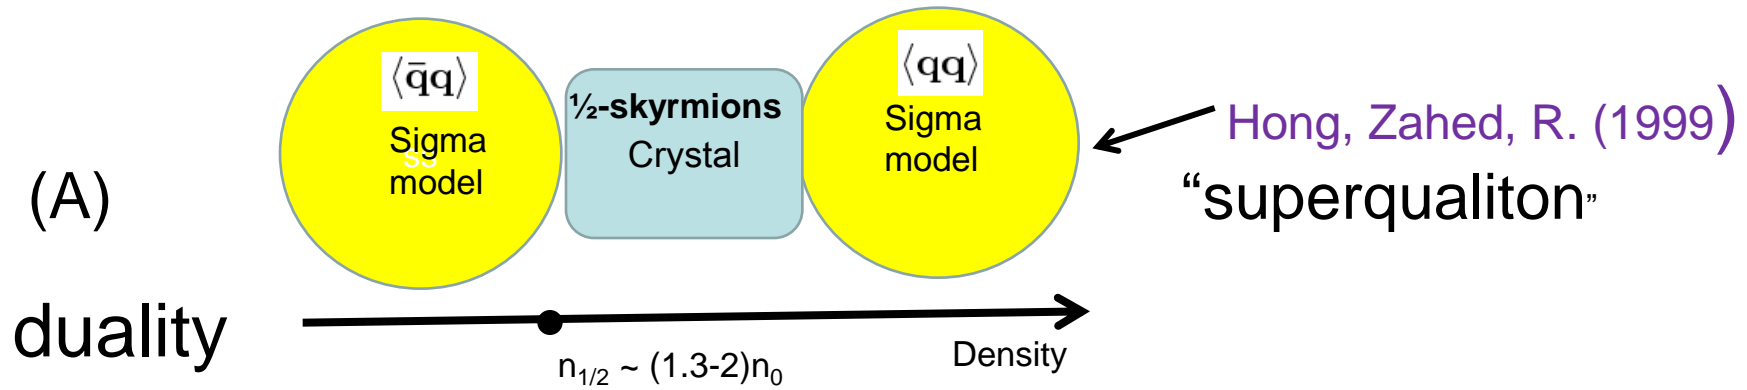 ⟨q̄q⟩
Sigma
model
½-skyrmions
Crystal
⟨qq⟩
Sigma
model
Hong, Zahed, R. (1999)
“superqualiton”
(A)
duality
n1/2 ~ (1.3-2)n0
Density